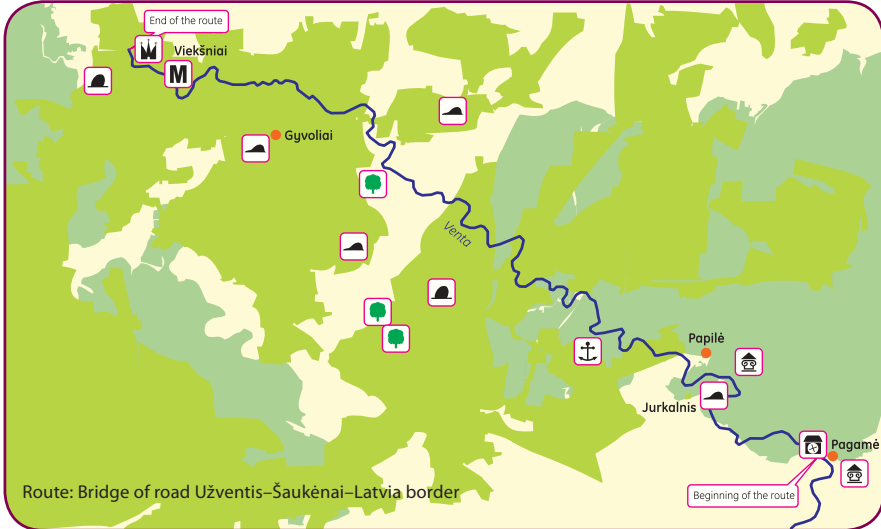 End of the route
Viekšniai
M
Gyvoliai
Venta
Papilė
Jurkalnis
Pagamė
Beginning of the route
Route: Bridge of road Užventis–Šaukėnai–Latvia border